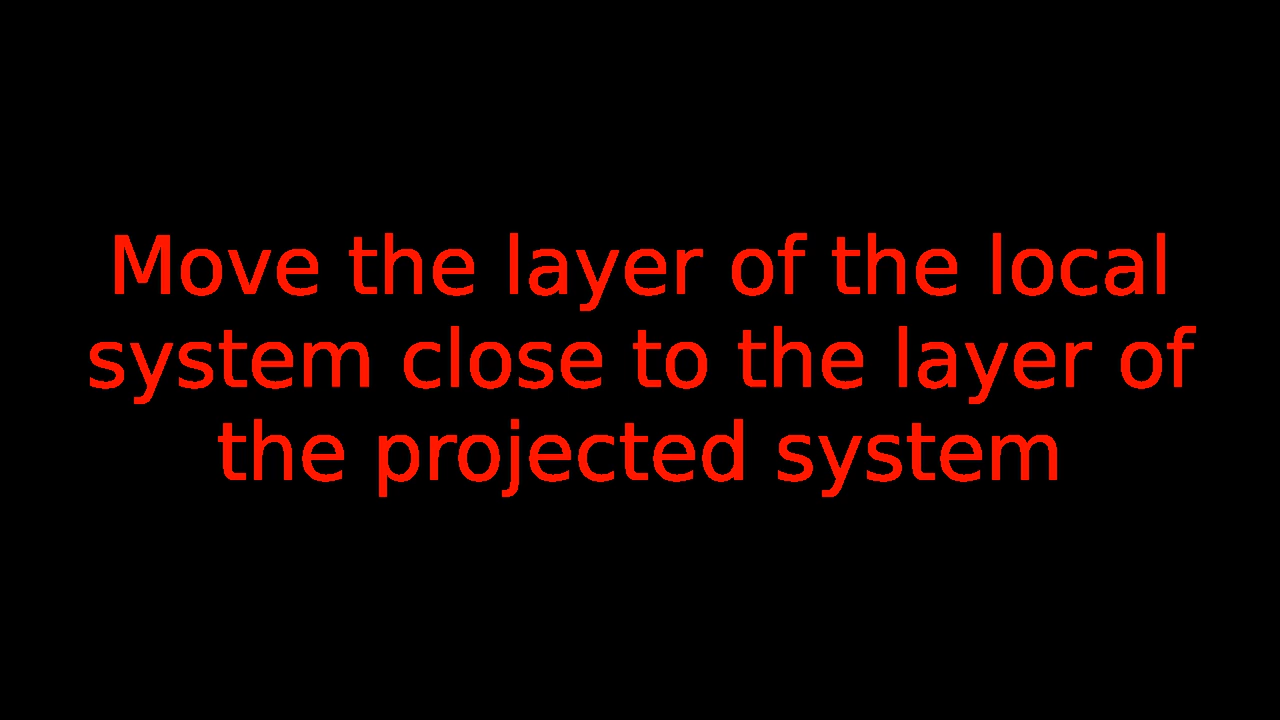 Move the layer of the local
system close to the layer of
the projected system